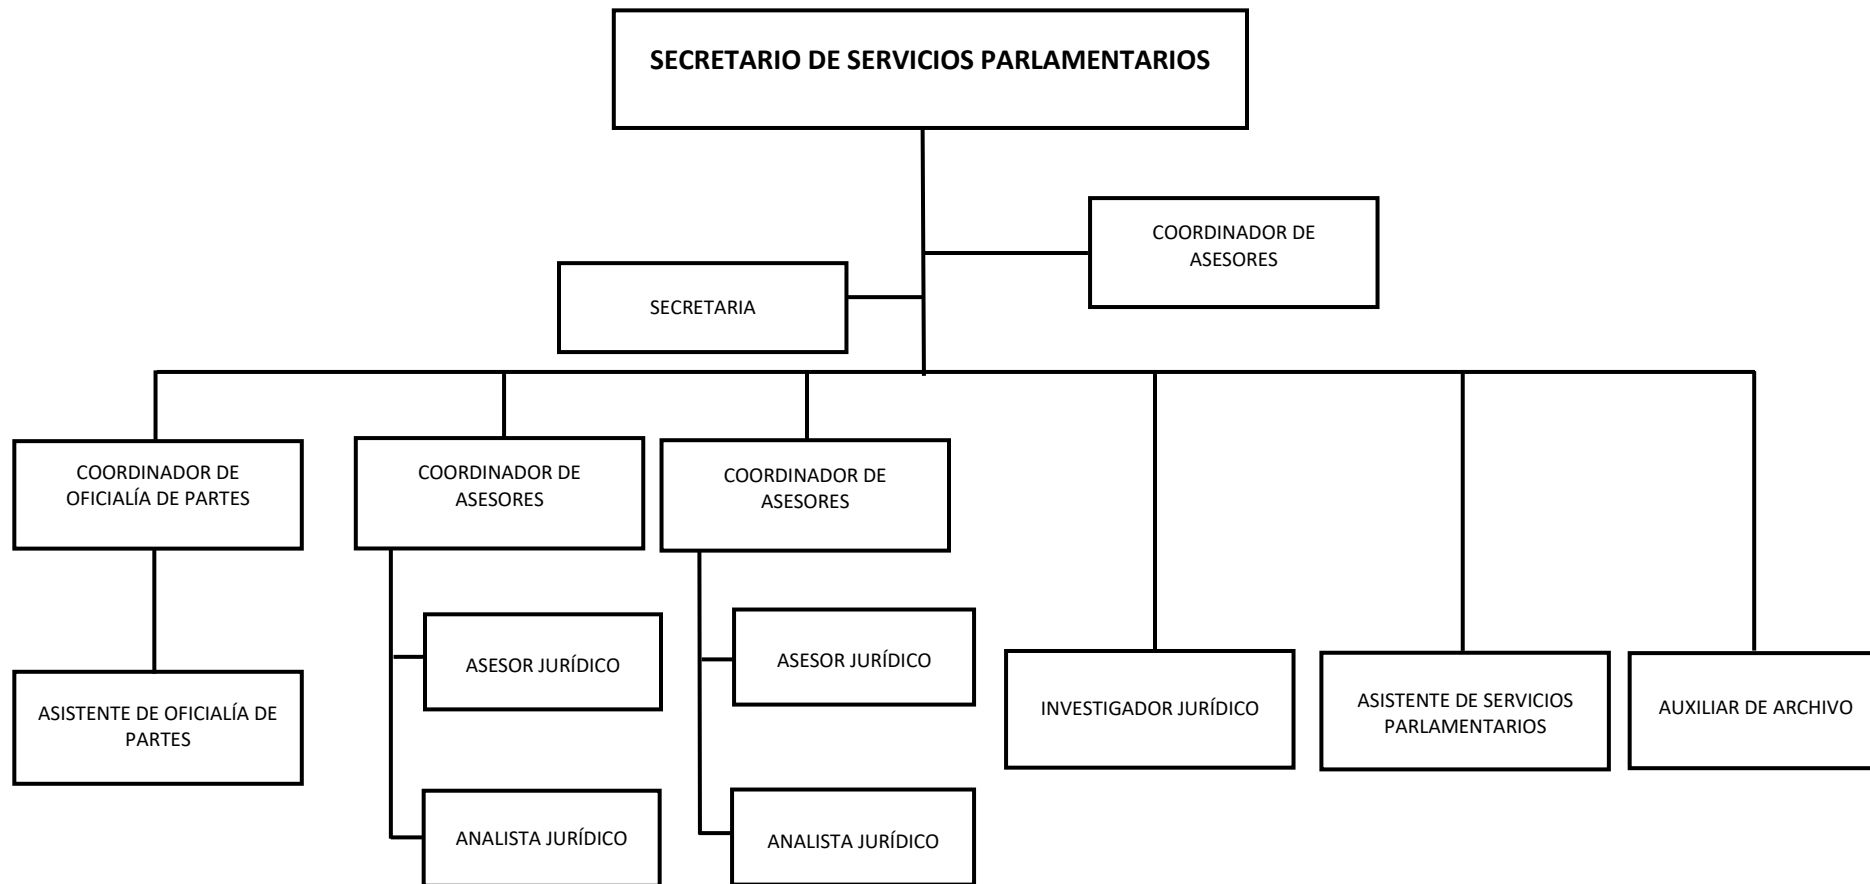 SECRETARIO DE SERVICIOS PARLAMENTARIOS
COORDINADOR DE
ASESORES
SECRETARIA
COORDINADOR DE
OFICIALÍA DE PARTES
COORDINADOR DE
ASESORES
COORDINADOR DE
ASESORES
ASESOR JURÍDICO
ASESOR JURÍDICO
ASISTENTE DE OFICIALÍA DE
PARTES
INVESTIGADOR JURÍDICO
ASISTENTE DE SERVICIOS
PARLAMENTARIOS
AUXILIAR DE ARCHIVO
ANALISTA JURÍDICO
ANALISTA JURÍDICO